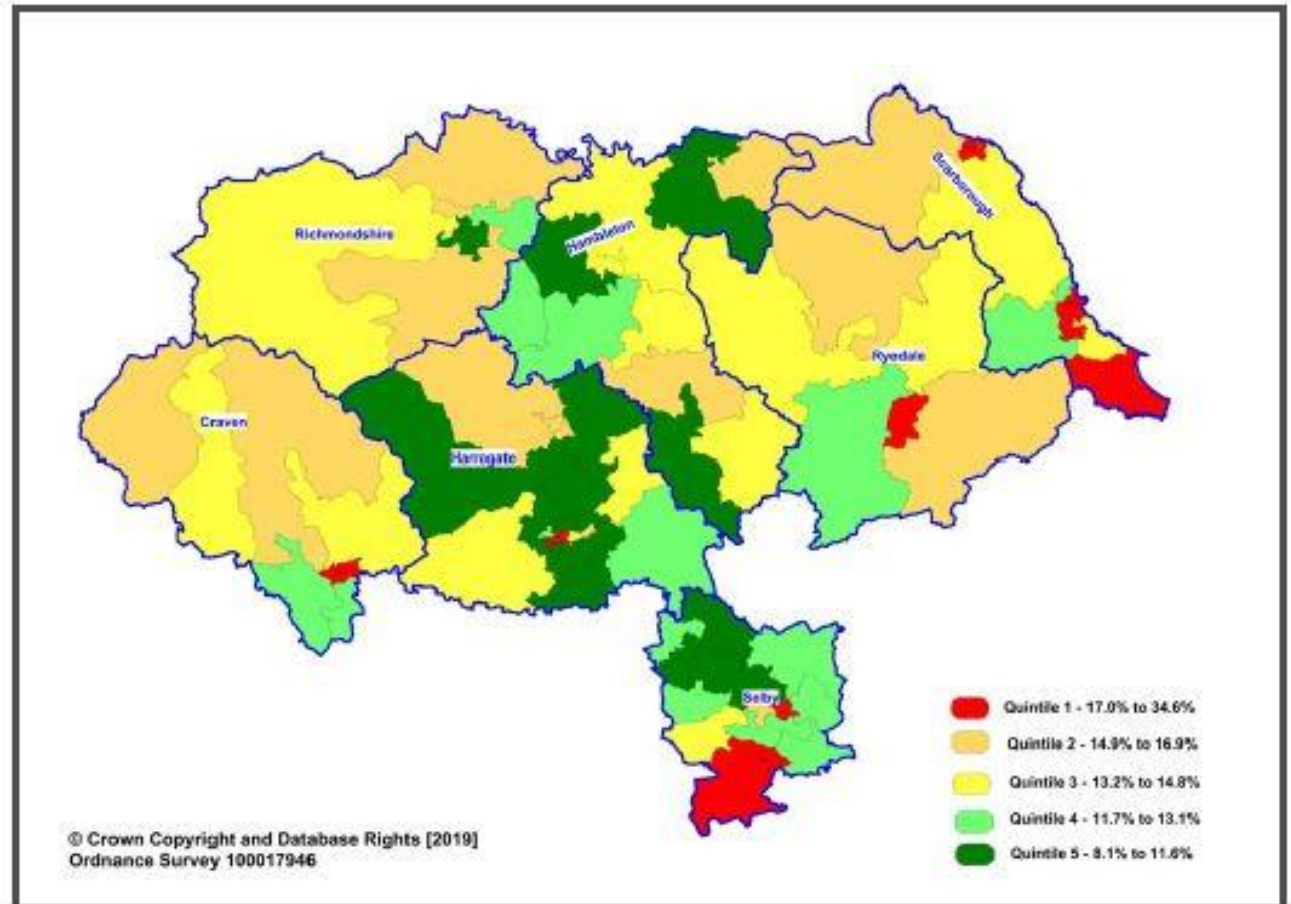 Scarborough
Richmondshire
Hambleton
Ryedale
Craven
Harrogate
Selby
Quintile 1 - 17.0% to 34.6%
Quintile 2 - 14.9% to 16.9%
Quintile 3 - 13.2% to 14.8%
Quintile 4 - 11.7% to 13.1%
Quintile 5 - 8.1% to 11.6%
© Crown Copyright and Database Rights [2019]
Ordnance Survey 100017946